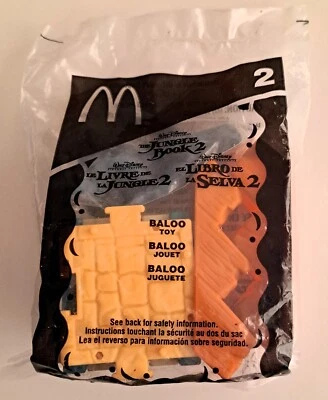 2
WALT DISNEY
THE JUNGLE
BOOK 2
WALT DISNEY
LE LIVRE DE
LA JUNGLE 2
WALT DISNEY
EL LIBRO DE
LA SELVA 2
BALOO
TOY
BALOO
JOUET
BALOO
JUGUETE
See back for safety information.
Instructions touchant la sécurité au dos du sac.
Lea el reverso para información sobre seguridad.